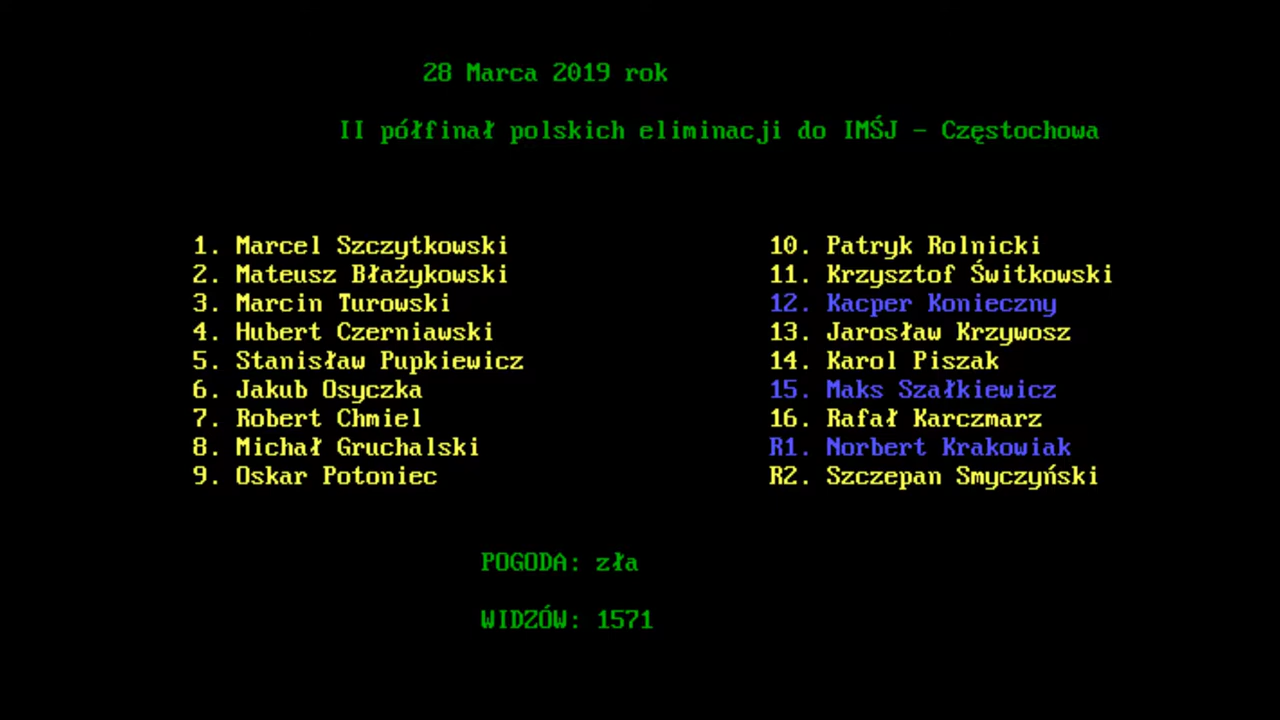 28 Marca 2019 rok
II półfinał polskich eliminacji do IMŚJ - Częstochowa
1. Marcel Szczytkowski
2. Mateusz Błażykowski
3. Marcin Turowski
4. Hubert Czerniawski
5. Stanisław Pupkiewicz
6. Jakub Osyczka
7. Robert Chmiel
8. Michał Gruchalski
9. Oskar Potoniec
10. Patryk Rolnicki
11. Krzysztof Świtkowski
12. Kacper Konieczny
13. Jarosław Krzywosz
14. Karol Piszak
15. Maks Szałkiewicz
16. Rafał Karczmarz
R1. Norbert Krakowiak
R2. Szczepan Smyczyński
POGODA: zła
WIDZÓW: 1571